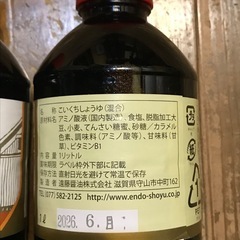 名称 こいくちしょうゆ(混合)
原材料名 アミノ酸液(国内製造)、食塩、脱脂加工大
豆、小麦、てんさい糖蜜、砂糖/カラメル
色素、調味料(アミノ酸等)、甘味料(甘
草)、ビタミンB1
内容量 1リットル
賞味期限 ラベル枠外下部に記載
保存方法 直射日光を避けて常温で保存
製造者 遠藤醤油株式会社 滋賀県守山市中町162
TEL(077)582-2125 http://www.endo-shoyu.co.jp/
1ℓ 2026. 6月